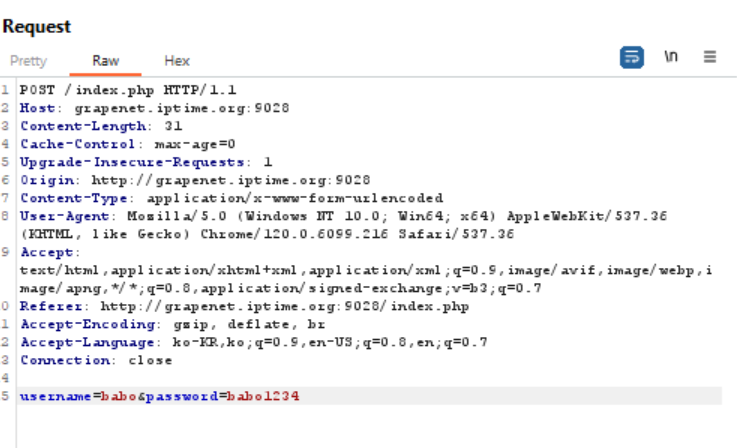 Request
Pretty Raw Hex
\n
1 POST /index.php HTTP/1.1
2 Host: grapenet.iptime.org:9028
3 Content-Length: 31
4 Cache-Control: max-age=0
5 Upgrade-Insecure-Requests: 1
6 Origin: http://grapenet.iptime.org:9028
7 Content-Type: application/x-www-form-urlencoded
8 User-Agent: Mozilla/5.0 (Windows NT 10.0; Win64; x64) AppleWebKit/537.36
(KHTML, like Gecko) Chrome/120.0.6099.216 Safari/537.36
9 Accept:
text/html,application/xhtml+xml,application/xml;q=0.9,image/avif,image/webp,i
mage/apng,*/*;q=0.8,application/signed-exchange;v=b3;q=0.7
0 Referer: http://grapenet.iptime.org:9028/index.php
1 Accept-Encoding: gzip, deflate, br
2 Accept-Language: ko-KR,ko;q=0.9,en-US;q=0.8,en;q=0.7
3 Connection: close
4
5 username=babo&password=babo1234